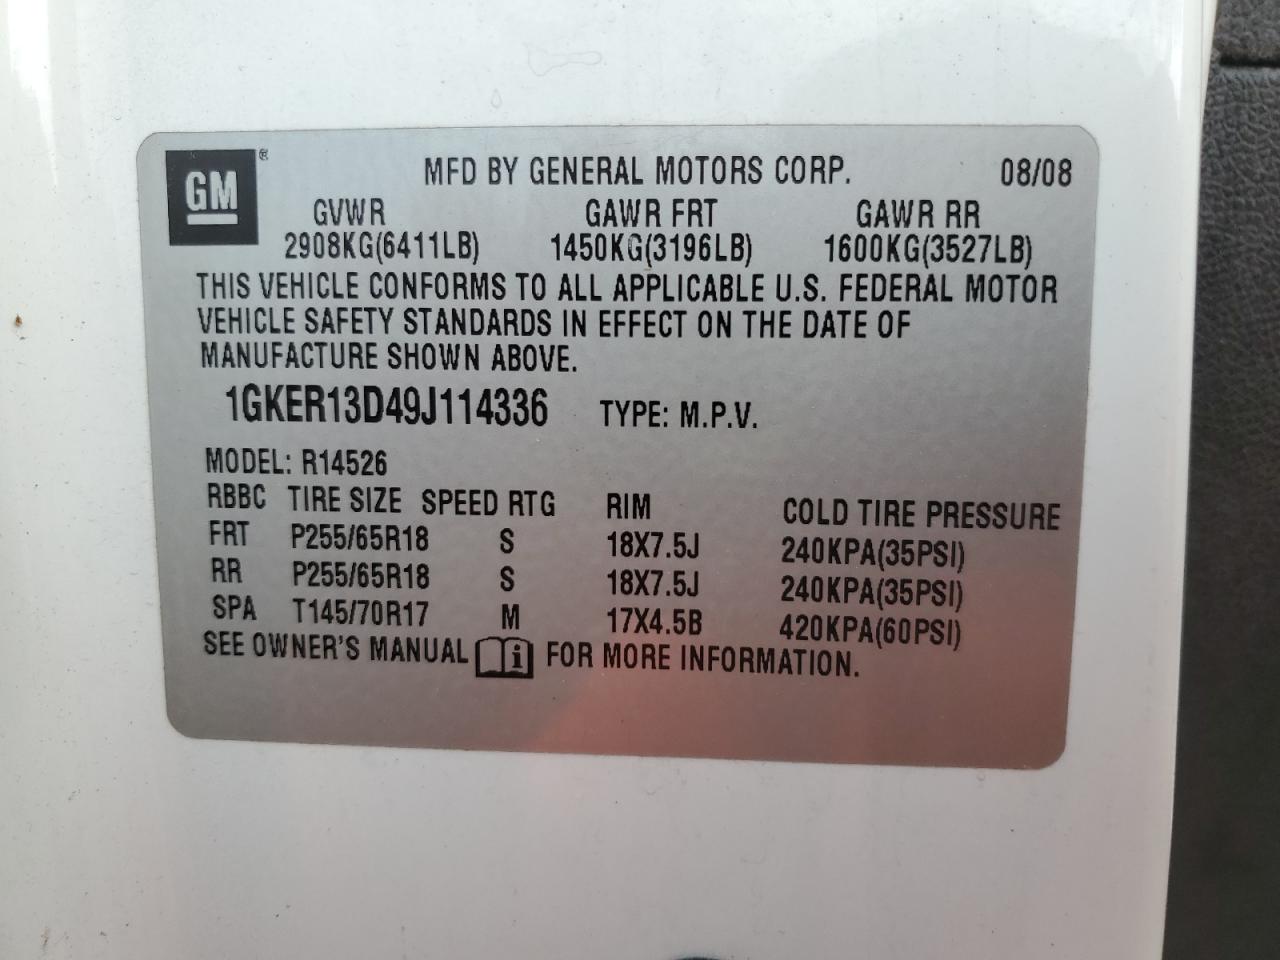 GM ®
MFD BY GENERAL MOTORS CORP. 08/08
GVWR GAWR FRT GAWR RR
2908KG(6411LB) 1450KG(3196LB) 1600KG(3527LB)
THIS VEHICLE CONFORMS TO ALL APPLICABLE U.S. FEDERAL MOTOR
VEHICLE SAFETY STANDARDS IN EFFECT ON THE DATE OF
MANUFACTURE SHOWN ABOVE.
1GKER13D49J114336 TYPE: M.P.V.
MODEL: R14526
RBBC TIRE SIZE SPEED RTG RIM COLD TIRE PRESSURE
FRT P255/65R18 S 18X7.5J 240KPA(35PSI)
RR P255/65R18 S 18X7.5J 240KPA(35PSI)
SPA T145/70R17 M 17X4.5B 420KPA(60PSI)
SEE OWNER'S MANUAL i FOR MORE INFORMATION.